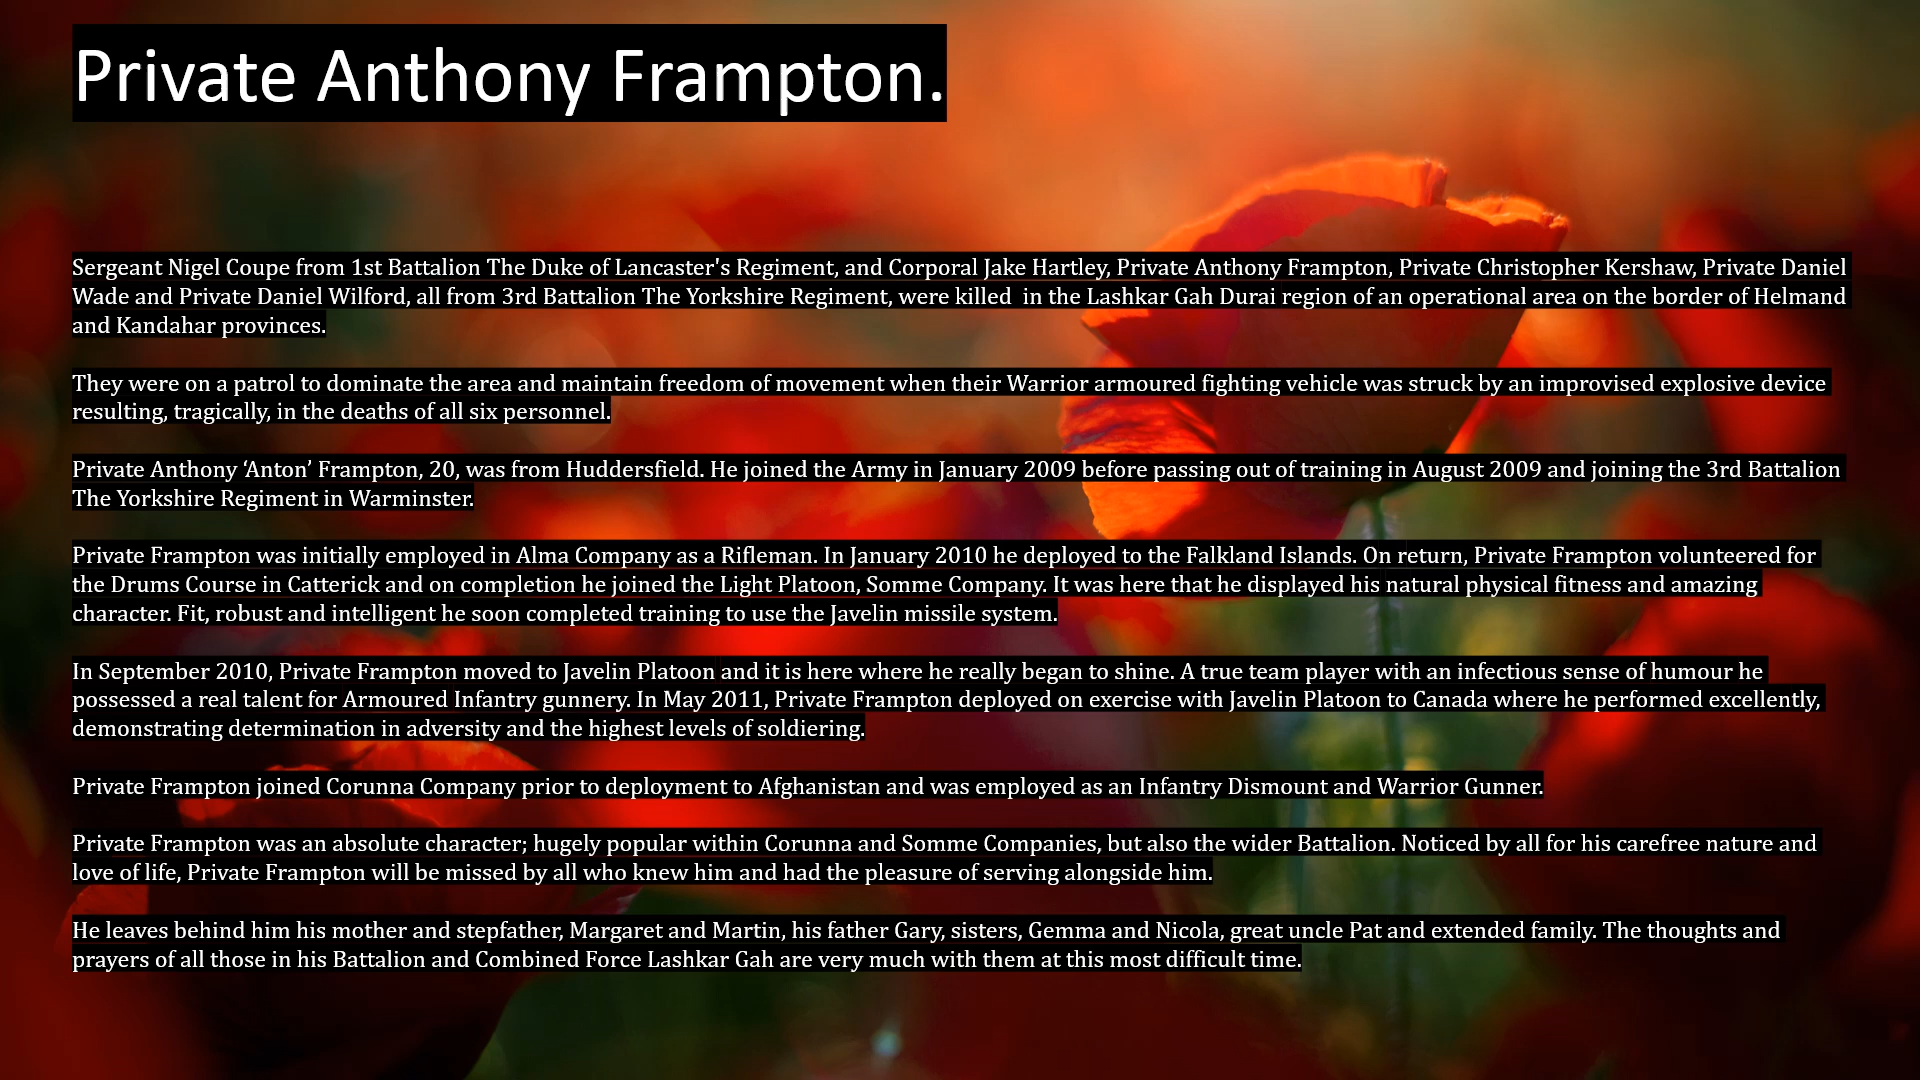 Private Anthony Frampton.
Sergeant Nigel Coupe from 1st Battalion The Duke of Lancaster's Regiment, and Corporal Jake Hartley, Private Anthony Frampton, Private Christopher Kershaw, Private Daniel
Wade and Private Daniel Wilford, all from 3rd Battalion The Yorkshire Regiment, were killed  in the Lashkar Gah Durai region of an operational area on the border of Helmand
and Kandahar provinces.
They were on a patrol to dominate the area and maintain freedom of movement when their Warrior armoured fighting vehicle was struck by an improvised explosive device
resulting, tragically, in the deaths of all six personnel.
Private Anthony ‘Anton’ Frampton, 20, was from Huddersfield. He joined the Army in January 2009 before passing out of training in August 2009 and joining the 3rd Battalion
The Yorkshire Regiment in Warminster.
Private Frampton was initially employed in Alma Company as a Rifleman. In January 2010 he deployed to the Falkland Islands. On return, Private Frampton volunteered for
the Drums Course in Catterick and on completion he joined the Light Platoon, Somme Company. It was here that he displayed his natural physical fitness and amazing
character. Fit, robust and intelligent he soon completed training to use the Javelin missile system.
In September 2010, Private Frampton moved to Javelin Platoon and it is here where he really began to shine. A true team player with an infectious sense of humour he
possessed a real talent for Armoured Infantry gunnery. In May 2011, Private Frampton deployed on exercise with Javelin Platoon to Canada where he performed excellently,
demonstrating determination in adversity and the highest levels of soldiering.
Private Frampton joined Corunna Company prior to deployment to Afghanistan and was employed as an Infantry Dismount and Warrior Gunner.
Private Frampton was an absolute character; hugely popular within Corunna and Somme Companies, but also the wider Battalion. Noticed by all for his carefree nature and
love of life, Private Frampton will be missed by all who knew him and had the pleasure of serving alongside him.
He leaves behind him his mother and stepfather, Margaret and Martin, his father Gary, sisters, Gemma and Nicola, great uncle Pat and extended family. The thoughts and
prayers of all those in his Battalion and Combined Force Lashkar Gah are very much with them at this most difficult time.